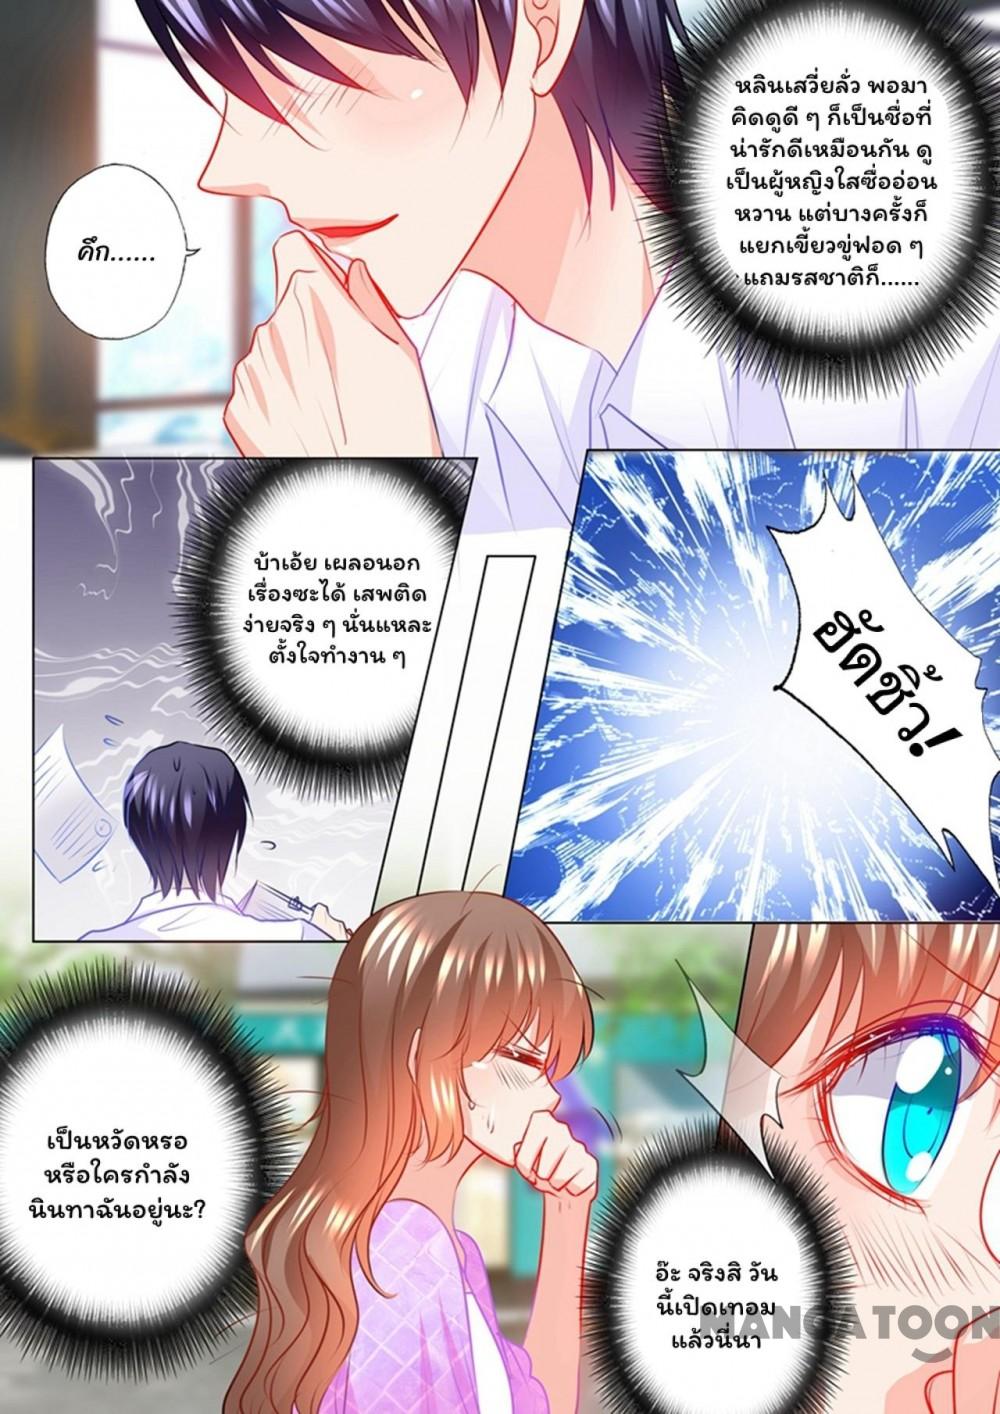 หลินเสวี่ยลั่ว พอมา
คิดดูดี ๆ ก็เป็นชื่อที่
น่ารักดีเหมือนกัน ดู
เป็นผู้หญิงใสซื่ออ่อน
หวาน แต่บางครั้งก็
แยกเขี้ยวขู่ฟอด ๆ
แถมรสชาติก็......
คึก......
บ้าเอ้ย เผลอนอก
เรื่องซะได้ เสพติด
ง่ายจริง ๆ นั่นแหละ
ตั้งใจทำงาน ๆ
ฮัดชิ้ว!
เป็นหวัดหรอ
หรือใครกำลัง
นินทาฉันอยู่นะ?
อ๊ะ จริงสิ วัน
นี้เปิดเทอม
แล้วนี่นา
MANGATOON